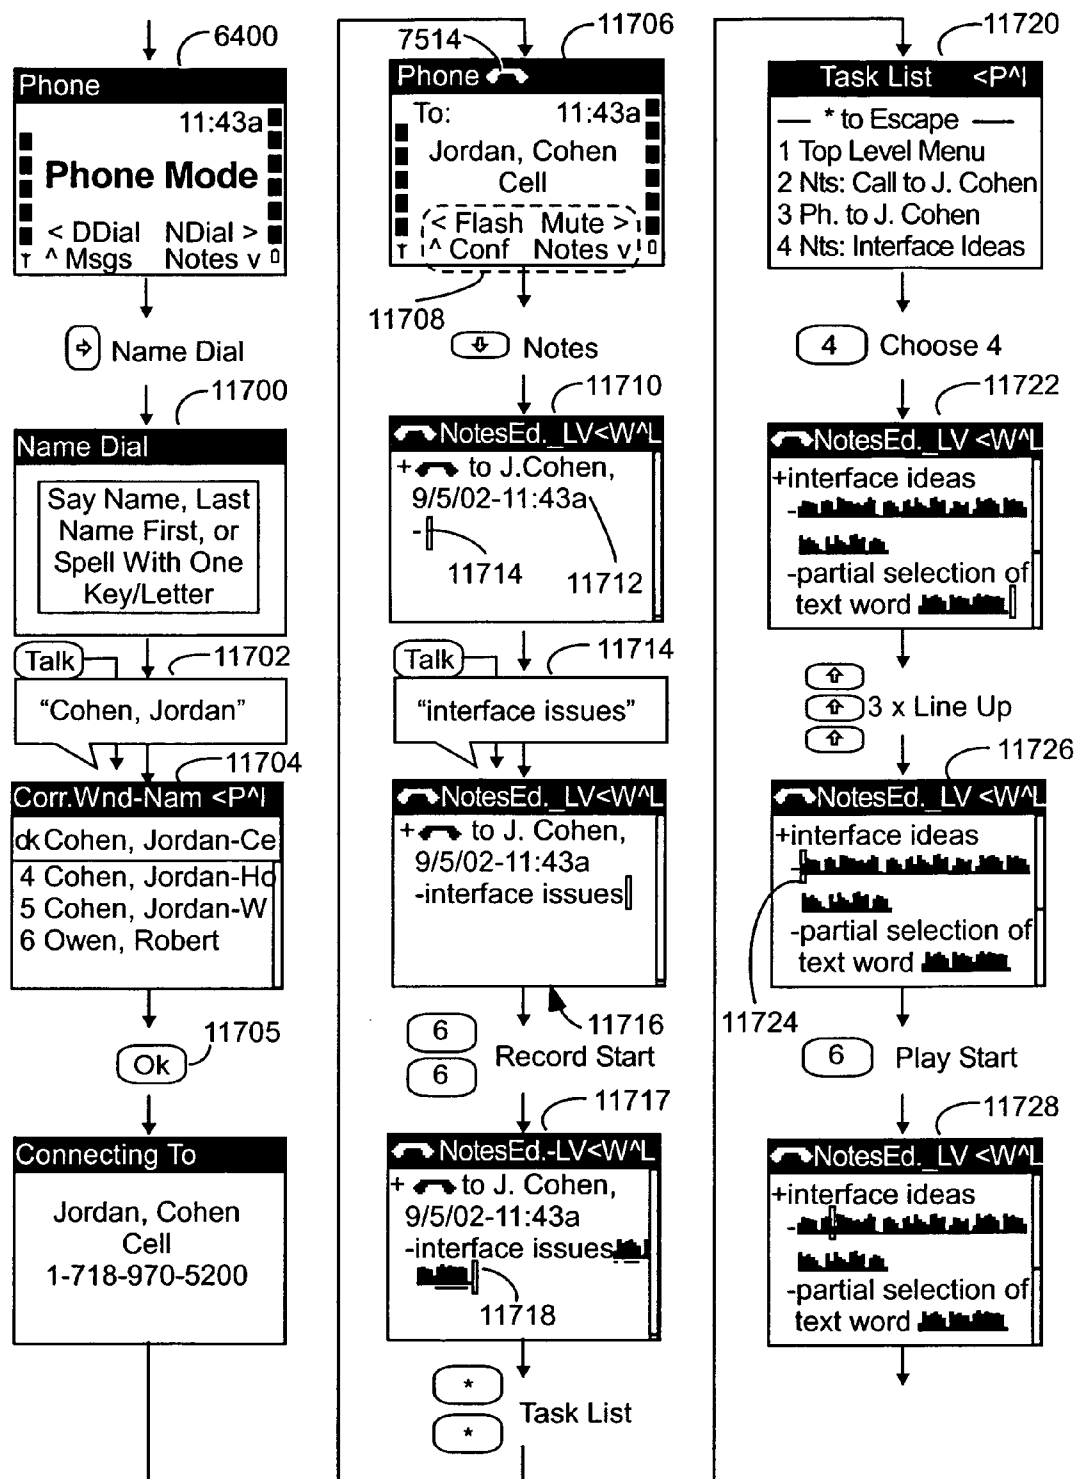 6400
Phone
11:43a
Phone Mode
< DDial NDial >
^ Msgs Notes v
Name Dial
11700
Name Dial
Say Name, Last
Name First, or
Spell With One
Key/Letter
Talk
11702
“Cohen, Jordan”
11704
Corr.Wnd-Nam <P^I
ok Cohen, Jordan-Ce
4 Cohen, Jordan-Ho
5 Cohen, Jordan-W
6 Owen, Robert
11705
Ok
Connecting To
Jordan, Cohen
Cell
1-718-970-5200
7514
11706
Phone
To: 11:43a
Jordan, Cohen
Cell
< Flash Mute >
^ Conf Notes v
11708
Notes
11710
NotesEd._LV<W^L
+ to J.Cohen,
9/5/02-11:43a
-
11714
11712
Talk
11714
“interface issues”
NotesEd._LV<W^L
+ to J. Cohen,
9/5/02-11:43a
-interface issues
11716
6
6
Record Start
11717
NotesEd.-LV<W^L
+ to J. Cohen,
9/5/02-11:43a
-interface issues
11718
*
*
Task List
11720
Task List <P^I
— * to Escape —
1 Top Level Menu
2 Nts: Call to J. Cohen
3 Ph. to J. Cohen
4 Nts: Interface Ideas
4 Choose 4
11722
NotesEd._LV <W^L
+interface ideas
-
-partial selection of
text word
3 x Line Up
11726
NotesEd._LV <W^L
+interface ideas
-
-partial selection of
text word
11724
6 Play Start
11728
NotesEd._LV <W^L
+interface ideas
-
-partial selection of
text word